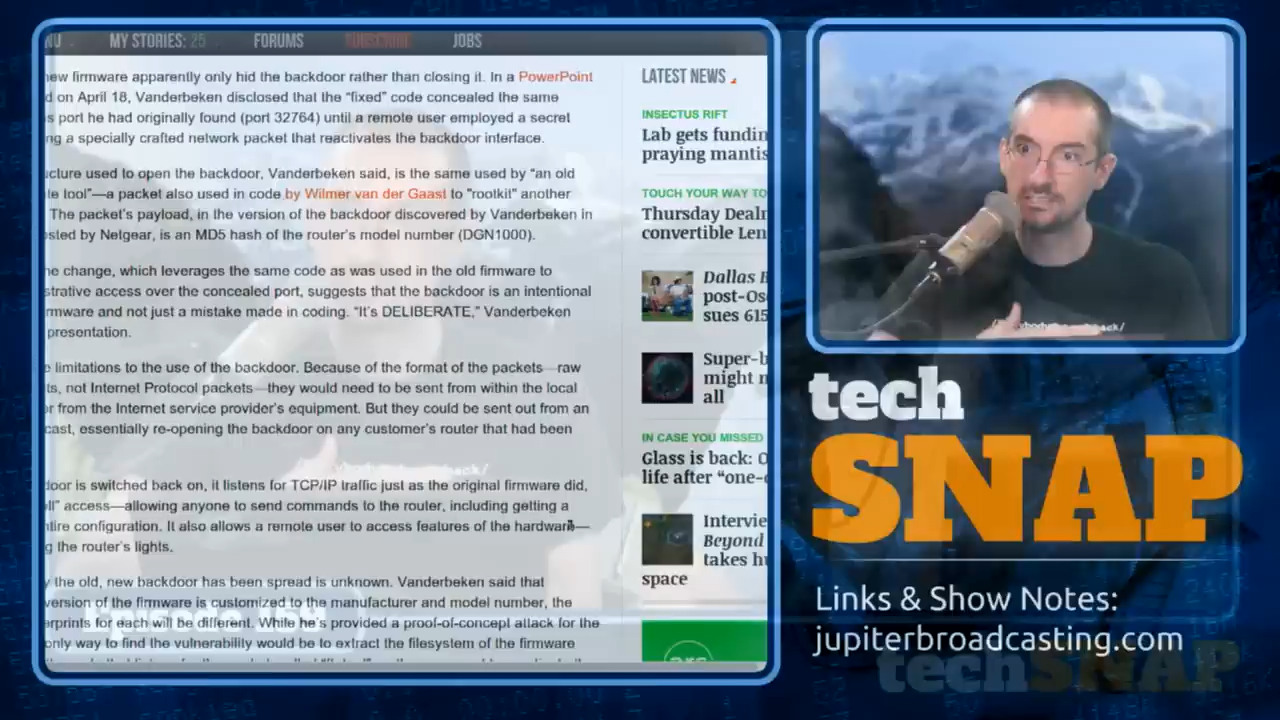 NU MY STORIES: 25 FORUMS SUBSCRIBE JOBS
ew firmware apparently only hid the backdoor rather than closing it. In a PowerPoint
d on April 18, Vanderbeken disclosed that the “fixed” code concealed the same
s port he had originally found (port 32764) until a remote user employed a secret
ng a specially crafted network packet that reactivates the backdoor interface.
ucture used to open the backdoor, Vanderbeken said, is the same used by “an old
te tool”—a packet also used in code by Wilmer van der Gaast to "rootkit" another
The packet’s payload, in the version of the backdoor discovered by Vanderbeken in
sted by Netgear, is an MD5 hash of the router’s model number (DGN1000).
he change, which leverages the same code as was used in the old firmware to
strative access over the concealed port, suggests that the backdoor is an intentional
rmware and not just a mistake made in coding. “It’s DELIBERATE,” Vanderbeken
presentation.
e limitations to the use of the backdoor. Because of the format of the packets—raw
ts, not Internet Protocol packets—they would need to be sent from within the local
or from the Internet service provider’s equipment. But they could be sent out from an
cast, essentially re-opening the backdoor on any customer’s router that had been
door is switched back on, it listens for TCP/IP traffic just as the original firmware did,
ll” access—allowing anyone to send commands to the router, including getting a
ntire configuration. It also allows a remote user to access features of the hardware—
g the router’s lights.
y the old, new backdoor has been spread is unknown. Vanderbeken said that
version of the firmware is customized to the manufacturer and model number, the
erprints for each will be different. While he’s provided a proof-of-concept attack for the
only way to find the vulnerability would be to extract the filesystem of the firmware
LATEST NEWS
INSECTUS RIFT
Lab gets fundin
praying mantis
TOUCH YOUR WAY TO
Thursday Dealm
convertible Len
Dallas B
post-Os
sues 615
Super-b
might n
all
IN CASE YOU MISSED
Glass is back: O
life after “one-
Intervie
Beyond
takes h
space
ars
Episode 159
tech
SNAP
Links & Show Notes:
jupiterbroadcasting.com
techSNAP